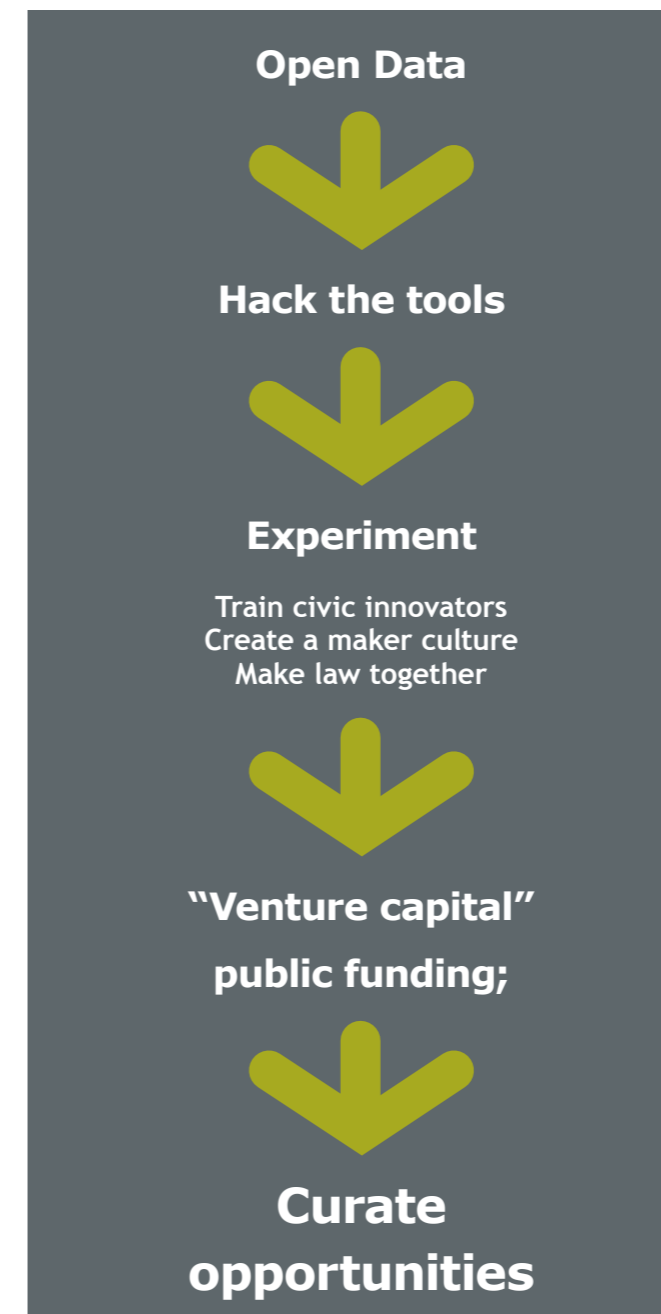 Open Data
Hack the tools
Experiment
Train civic innovators
Create a maker culture
Make law together
“Venture capital”
public funding;
Curate
opportunities